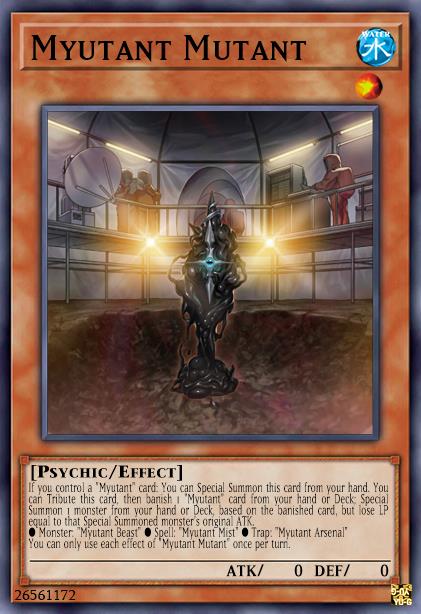 MYUTANT MUTANT
WATER
水
[PSYCHIC/EFFECT]
If you control a "Myutant" card: You can Special Summon this card from your hand. You
can Tribute this card, then banish 1 "Myutant" card from your hand or Deck; Special
Summon 1 monster from your hand or Deck, based on the banished card, but lose LP
equal to that Special Summoned monster's original ATK.
● Monster: "Myutant Beast" ● Spell: "Myutant Mist" ● Trap: "Myutant Arsenal"
You can only use each effect of "Myutant Mutant" once per turn.
ATK/ 0 DEF/ 0
26561172